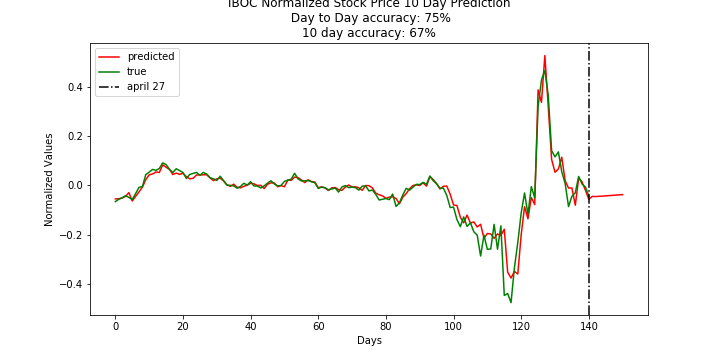 IBOC Normalized Stock Price 10 Day Prediction
Day to Day accuracy: 75%
10 day accuracy: 67%
predicted
true
april 27
Normalized Values
0.4
0.2
0.0
−0.2
−0.4
0 20 40 60 80 100 120 140
Days